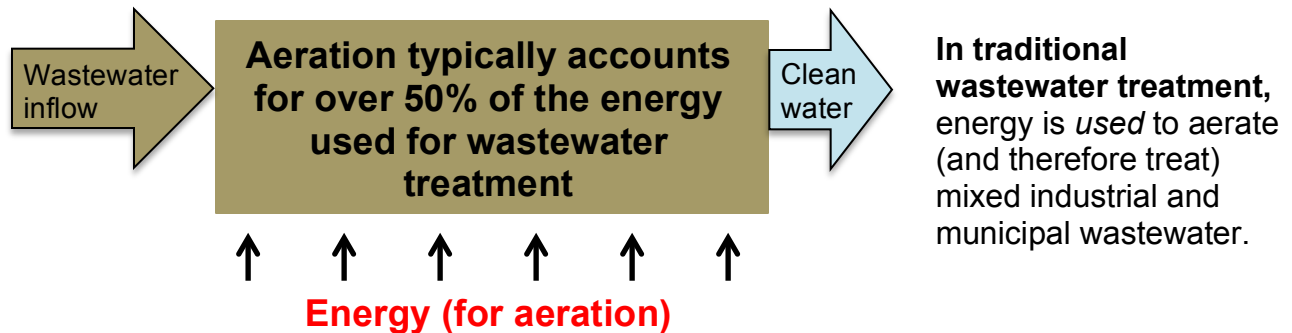 Wastewater
inflow
Aeration typically accounts
for over 50% of the energy
used for wastewater
treatment
Clean
water
In traditional
wastewater treatment,
energy is used to aerate
(and therefore treat)
mixed industrial and
municipal wastewater.
Energy (for aeration)